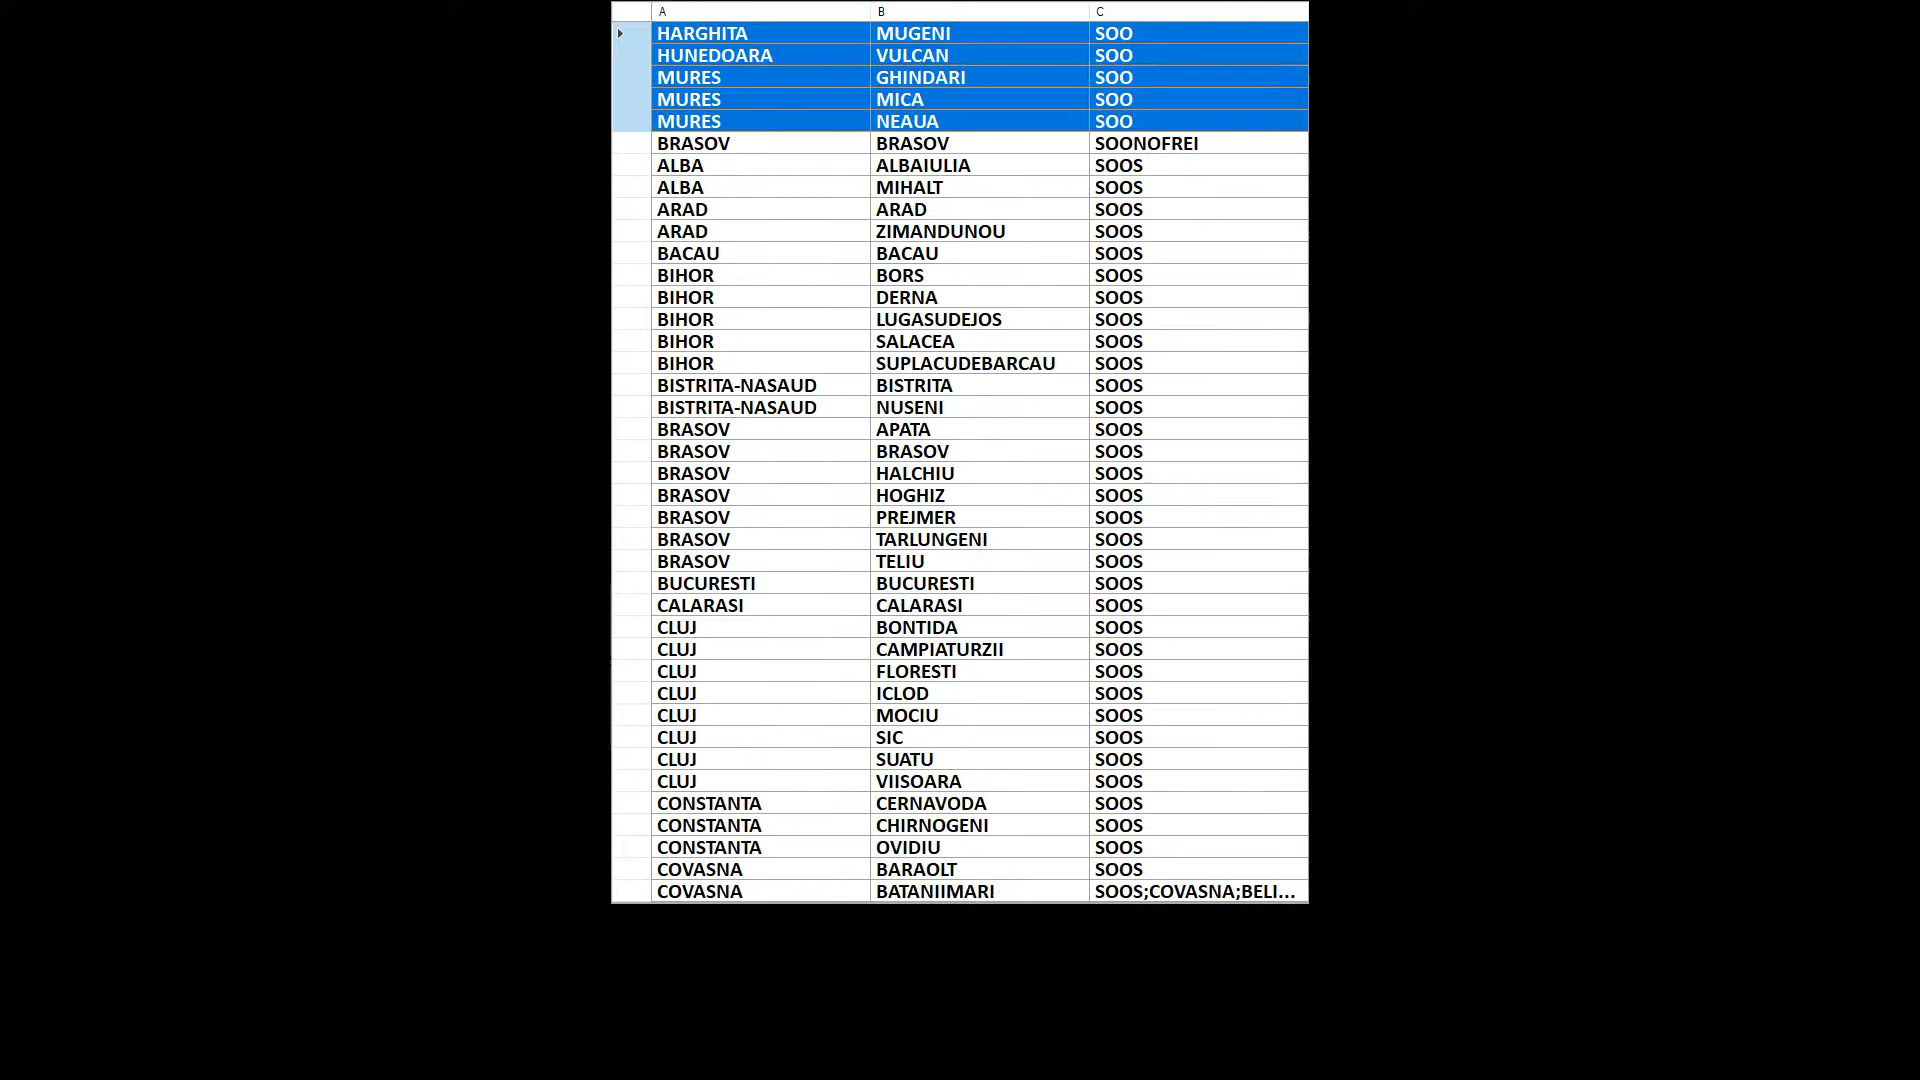 A B C
HARGHITA MUGENI SOO
HUNEDOARA VULCAN SOO
MURES GHINDARI SOO
MURES MICA SOO
MURES NEAUA SOO
BRASOV BRASOV SOONOFREI
ALBA ALBAIULIA SOOS
ALBA MIHALT SOOS
ARAD ARAD SOOS
ARAD ZIMANDUNOU SOOS
BACAU BACAU SOOS
BIHOR BORS SOOS
BIHOR DERNA SOOS
BIHOR LUGASUDEJOS SOOS
BIHOR SALACEA SOOS
BIHOR SUPLACUDEBARCAU SOOS
BISTRITA-NASAUD BISTRITA SOOS
BISTRITA-NASAUD NUSENI SOOS
BRASOV APATA SOOS
BRASOV BRASOV SOOS
BRASOV HALCHIU SOOS
BRASOV HOGHIZ SOOS
BRASOV PREJMER SOOS
BRASOV TARLUNGENI SOOS
BRASOV TELIU SOOS
BUCURESTI BUCURESTI SOOS
CALARASI CALARASI SOOS
CLUJ BONTIDA SOOS
CLUJ CAMPIATURZII SOOS
CLUJ FLORESTI SOOS
CLUJ ICLOD SOOS
CLUJ MOCIU SOOS
CLUJ SIC SOOS
CLUJ SUATU SOOS
CLUJ VIISOARA SOOS
CONSTANTA CERNAVODA SOOS
CONSTANTA CHIRNOGENI SOOS
CONSTANTA OVIDIU SOOS
COVASNA BARAOLT SOOS
COVASNA BATANIIMARI SOOS;COVASNA;BELI...